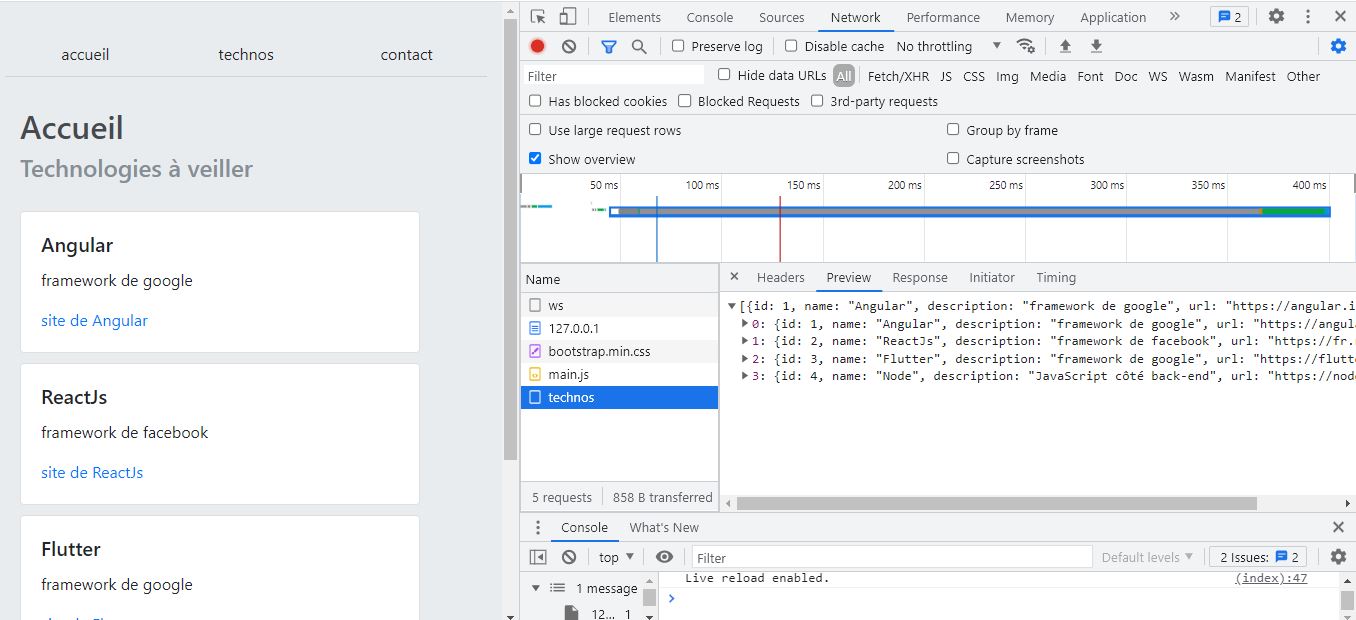 accueil technos contact
Accueil
Technologies à veiller
Angular
framework de google
site de Angular
ReactJs
framework de facebook
site de ReactJs
Flutter
framework de google
Elements Console Sources Network Performance Memory Application 2
Preserve log Disable cache No throttling
Filter Hide data URLs All Fetch/XHR JS CSS Img Media Font Doc WS Wasm Manifest Other
Has blocked cookies Blocked Requests 3rd-party requests
Use large request rows Group by frame
Show overview Capture screenshots
50 ms 100 ms 150 ms 200 ms 250 ms 300 ms 350 ms 400 ms
Name
ws
127.0.0.1
bootstrap.min.css
main.js
technos
5 requests 858 B transferred
Headers Preview Response Initiator Timing
[{id: 1, name: "Angular", description: "framework de google", url: "https://angular.i
0: {id: 1, name: "Angular", description: "framework de google", url: "https://angula
1: {id: 2, name: "ReactJs", description: "framework de facebook", url: "https://fr.
2: {id: 3, name: "Flutter", description: "framework de google", url: "https://flutte
3: {id: 4, name: "Node", description: "JavaScript côté back-end", url: "https://node
Console What's New
top Filter Default levels 2 Issues: 2
1 message
12... 1
Live reload enabled. (index):47